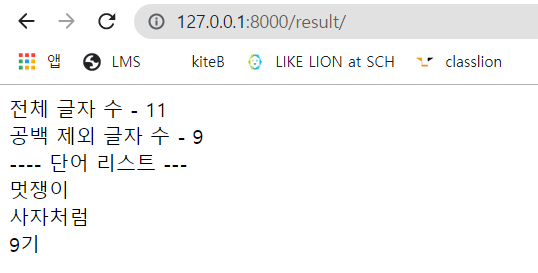 127.0.0.1:8000/result/
앱 LMS kiteB LIKE LION at SCH classlion
전체 글자 수 - 11
공백 제외 글자 수 - 9
---- 단어 리스트 ---
멋쟁이
사자처럼
9기